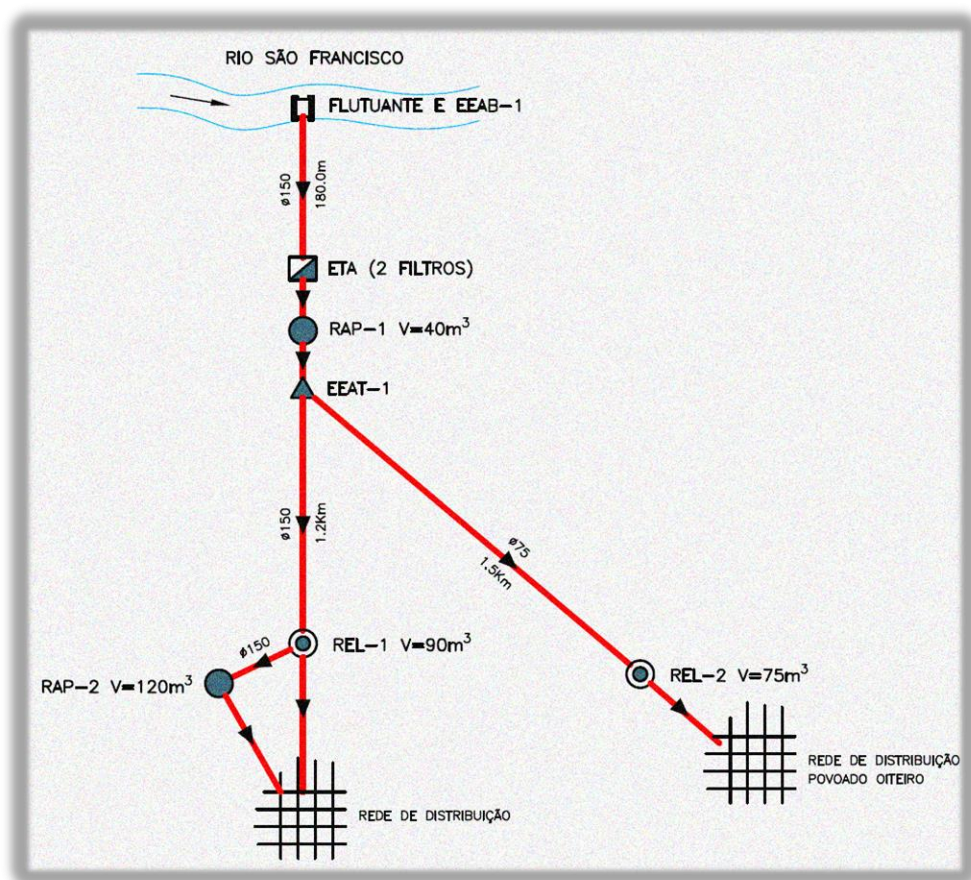 RIO SÃO FRANCISCO
FLUTUANTE E EEAB-1
ø150
180.0m
ETA (2 FILTROS)
RAP-1 V=40m³
EEAT-1
ø150
1.2Km
ø75
1.5Km
ø150
REL-1 V=90m³
RAP-2 V=120m³
REL-2 V=75m³
REDE DE DISTRIBUIÇÃO
POVOADO OITEIRO
REDE DE DISTRIBUIÇÃO